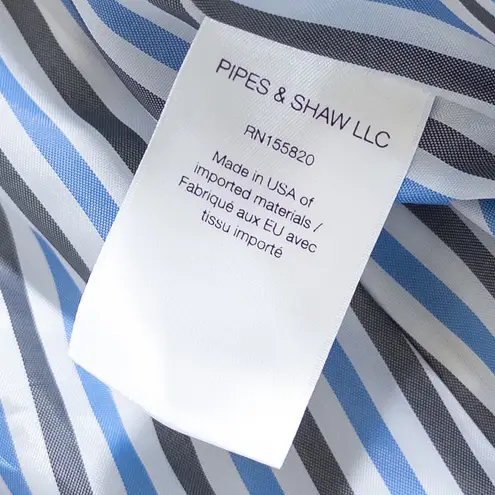 PIPES & SHAW LLC
RN155820
Made in USA of
imported materials /
Fabriqué aux EU avec
tissu importé